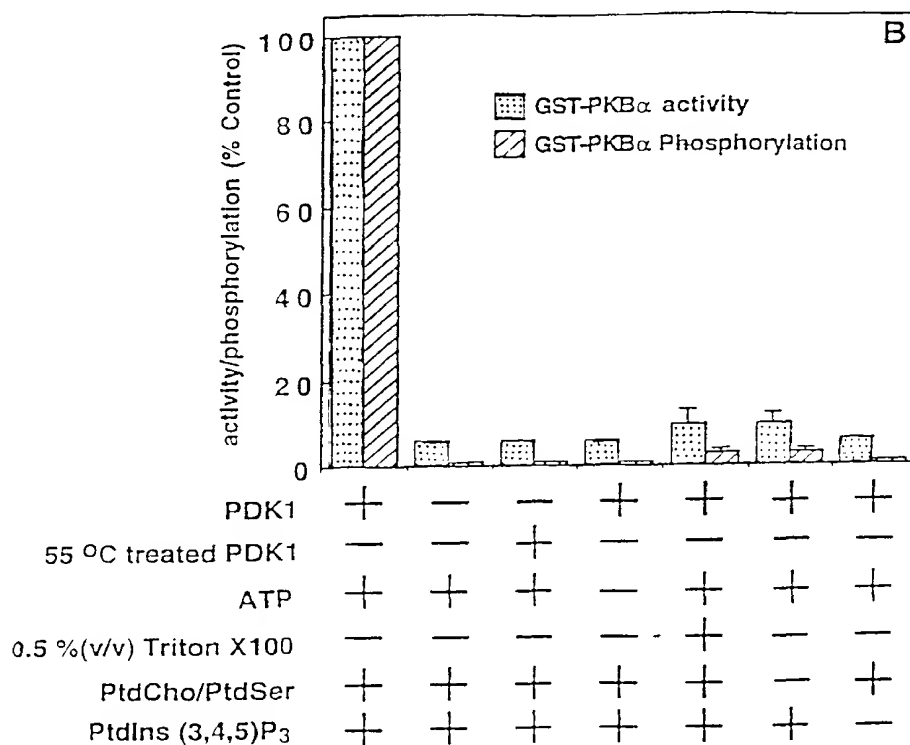 B
activity/phosphorylation (% Control)
100
80
60
40
20
0
GST-PKBα activity
GST-PKBα Phosphorylation
PDK1 + — — + + + +
55 ºC treated PDK1 — — + — — — —
ATP + + + — + + +
0.5 %(v/v) Triton X100 — — — — + — —
PtdCho/PtdSer + + + + + — +
PtdIns (3,4,5)P₃ + + + + + + —